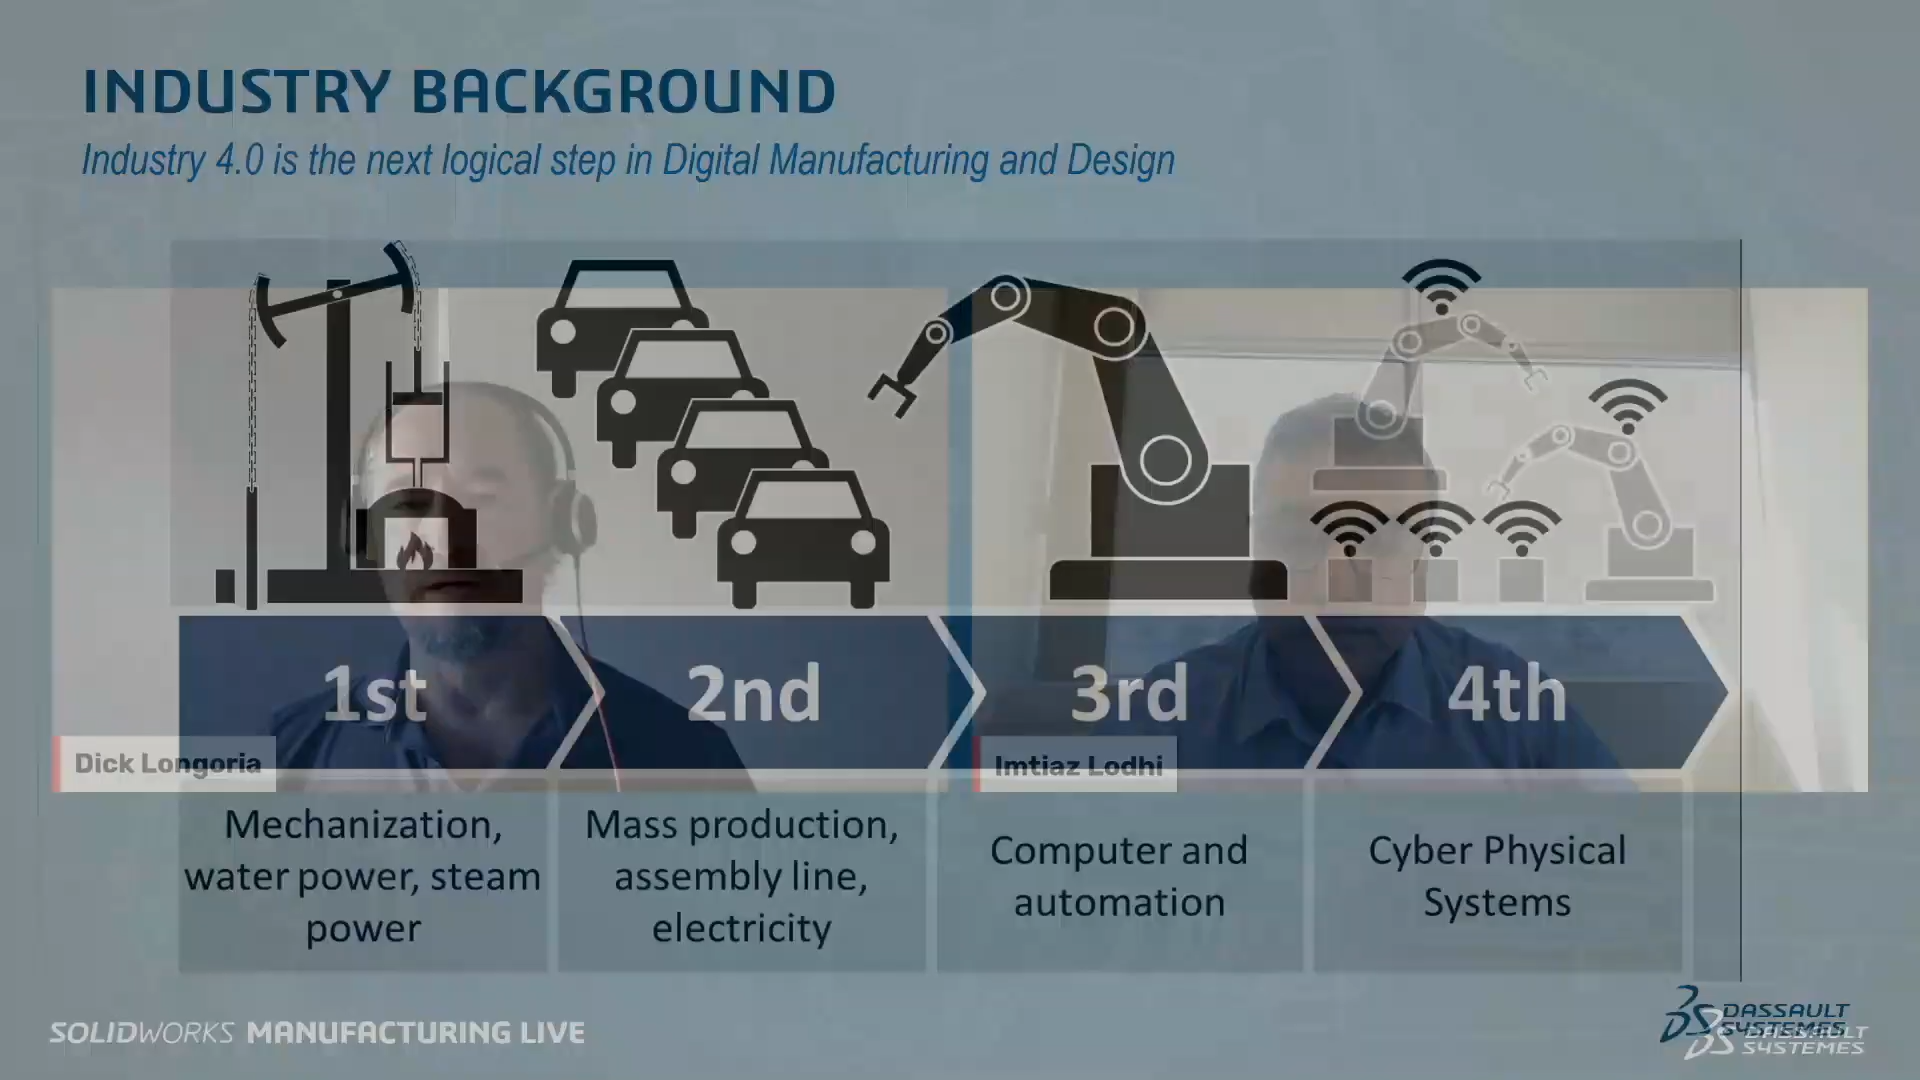 INDUSTRY BACKGROUND
Industry 4.0 is the next logical step in Digital Manufacturing and Design
1st
2nd
3rd
4th
Dick Longoria
Imtiaz Lodhi
Mechanization,
water power, steam
power
Mass production,
assembly line,
electricity
Computer and
automation
Cyber Physical
Systems
SOLIDWORKS MANUFACTURING LIVE
DASSAULT
SYSTEMES
DASSAULT
SYSTEMES